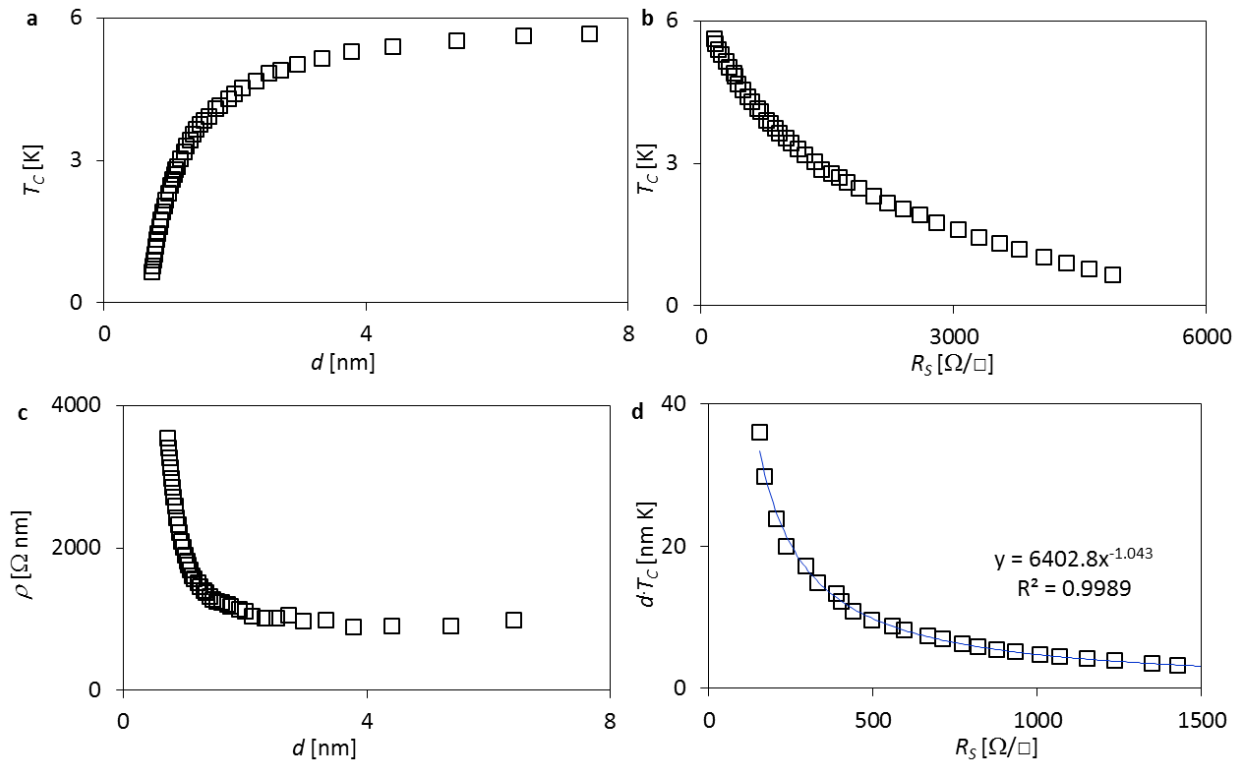 a
6
3
0
T_C [K]
0
4
8
d [nm]
b
6
3
0
T_C [K]
0
3000
6000
R_S [Ω/□]
c
4000
2000
0
ρ [Ω nm]
0
4
8
d [nm]
d
40
20
0
d·T_C [nm K]
y = 6402.8x^-1.043
R² = 0.9989
0
500
1000
1500
R_S [Ω/□]